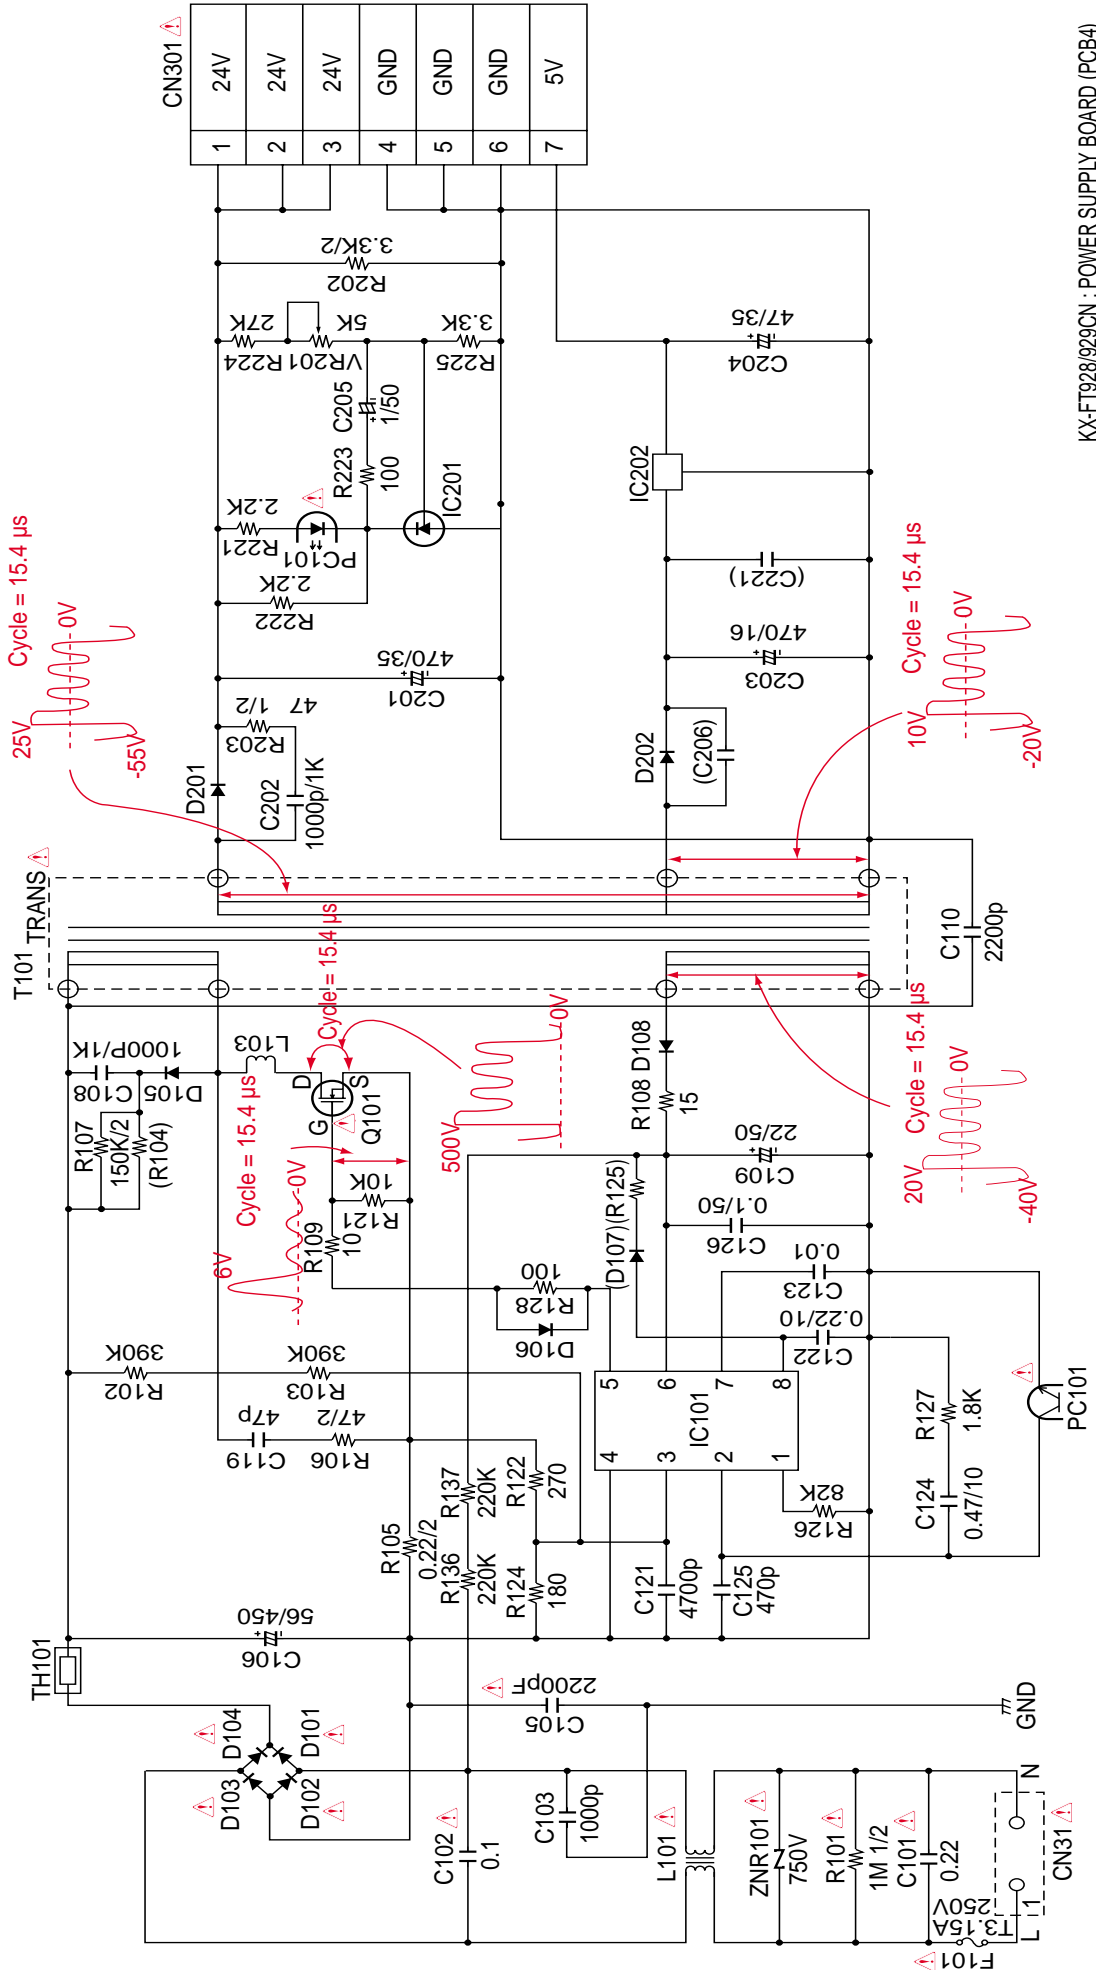 CN301
1 24V
2 24V
3 24V
4 GND
5 GND
6 GND
7 5V
KX-FT928/929CN : POWER SUPPLY BOARD (PCB4)
R202
3.3K/2
R224
27K
VR201
5K
R225
3.3K
C205
1/50
R223
100
IC201
R221
2.2K
PC101
R222
2.2K
C201
470/35
R203
47
1/2
C202
1000p/1K
D201
Cycle = 15.4 µs
25V
0V
-55V
C204
47/35
IC202
(C221)
C203
470/16
D202
(C206)
Cycle = 15.4 µs
10V
0V
-20V
T101 TRANS
C110
2200p
C108
1000P/1K
R107
150K/2
(R104)
D105
L103
Cycle = 15.4 µs
D
S
G
Q101
Cycle = 15.4 µs
6V
0V
500V
0V
R109
10
R121
10K
R108
15
D108
C109
22/50
C126
0.1/50
(D107)
(R125)
R128
100
D106
C123
0.01
C122
0.22/10
Cycle = 15.4 µs
20V
0V
-40V
R102
390K
R103
390K
C119
47p
R106
47/2
R105
0.22/2
R137
220K
R136
220K
R122
270
R124
180
IC101
5 6 7 8
4 3 2 1
R126
82K
R127
1.8K
C124
0.47/10
PC101
C121
4700p
C125
470p
C106
56/450
TH101
D104
D101
D103
D102
C105
2200pF
GND
C102
0.1
C103
1000p
L101
ZNR101
750V
R101
1M 1/2
C101
0.22
F101
T3.15A
250V
L
1
N
CN31